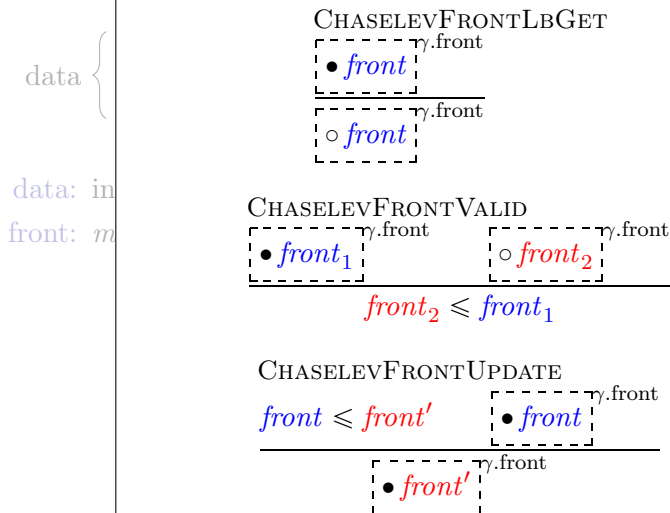 data {
data: in
front: m
CHASELEVFRONTLBGET
● front γ.front
○ front γ.front
CHASELEVFRONTVALID
● front₁ γ.front ○ front₂ γ.front
front₂ ⩽ front₁
CHASELEVFRONTUPDATE
front ⩽ front′ ● front γ.front
● front′ γ.front